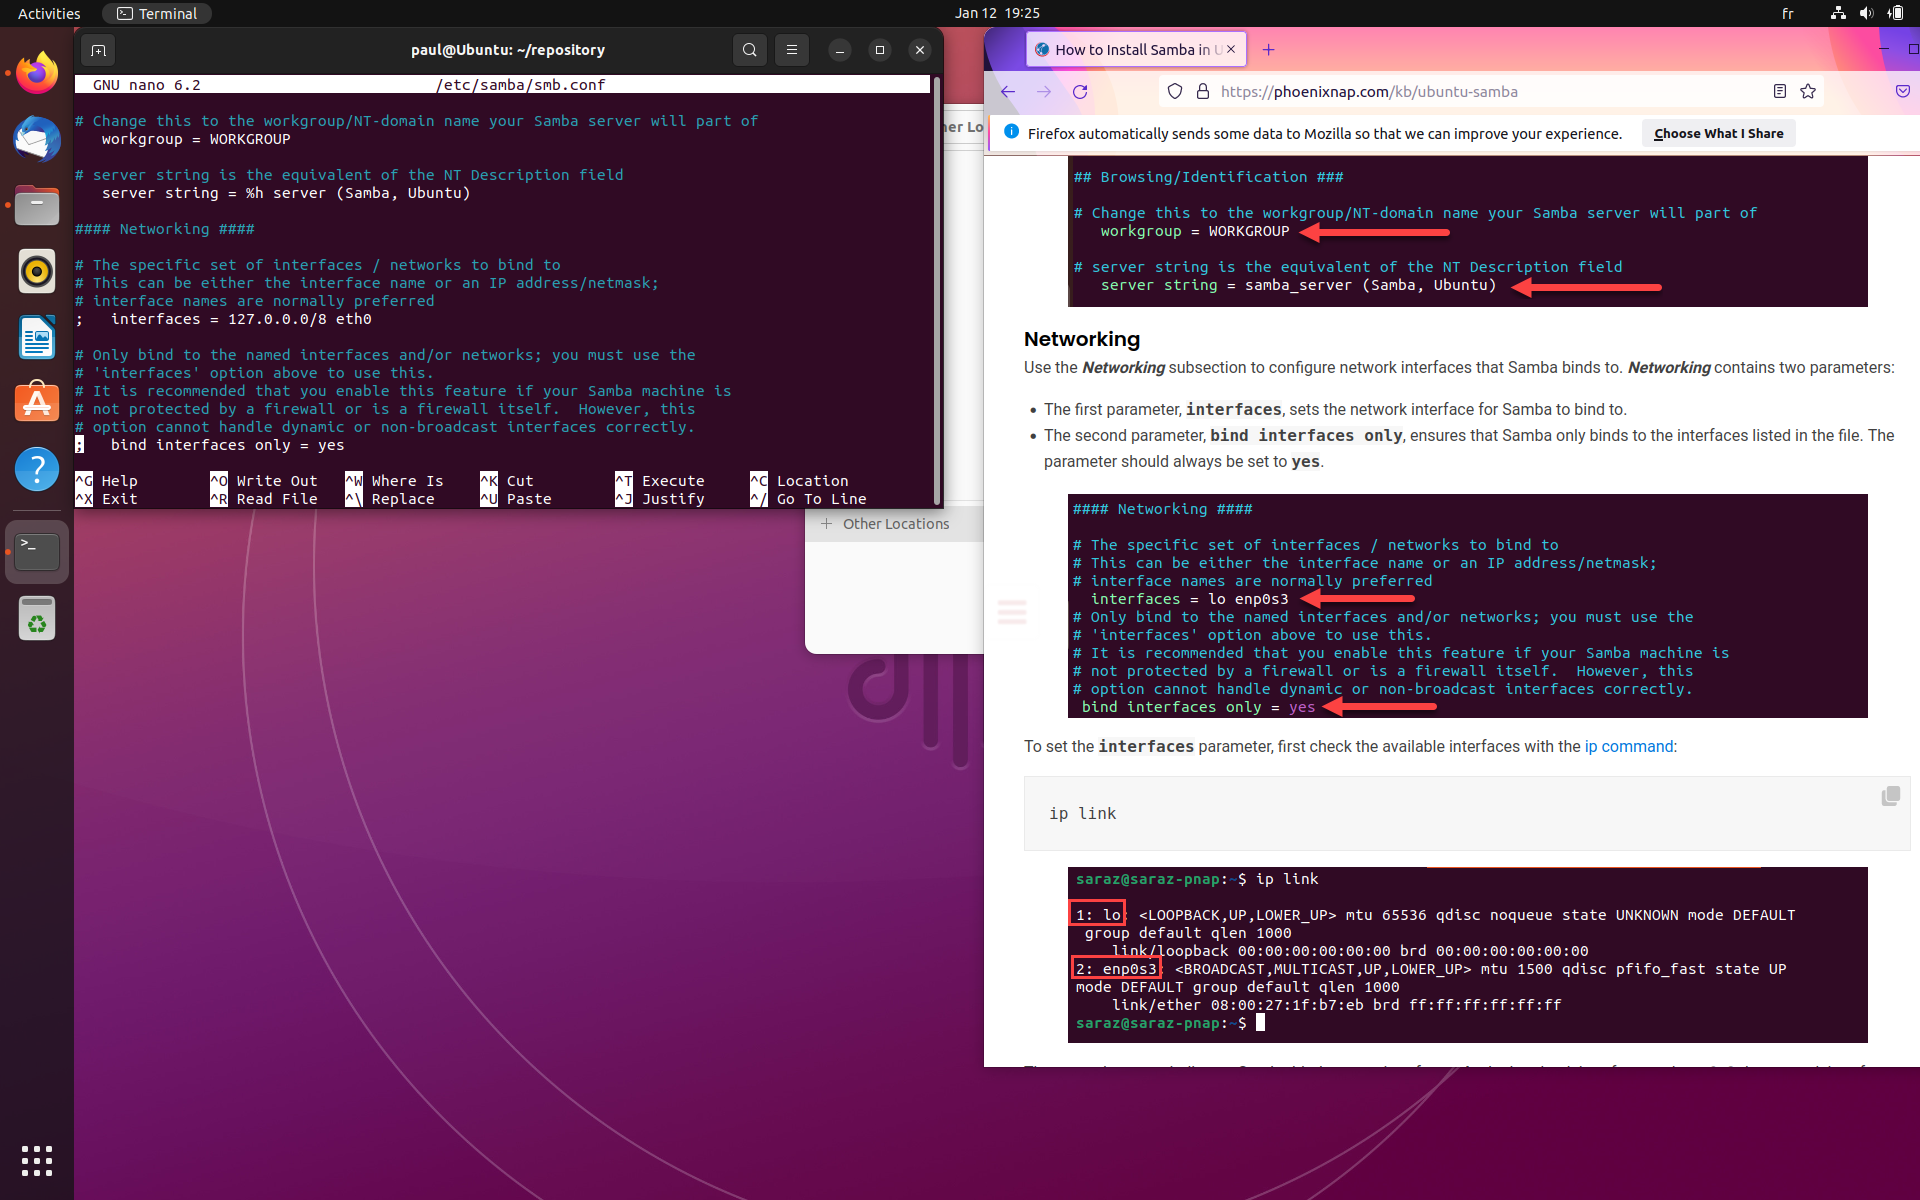 Activities
Terminal
Jan 12 19:25
fr
paul@Ubuntu: ~/repository
GNU nano 6.2 /etc/samba/smb.conf
# Change this to the workgroup/NT-domain name your Samba server will part of
workgroup = WORKGROUP
# server string is the equivalent of the NT Description field
server string = %h server (Samba, Ubuntu)
#### Networking ####
# The specific set of interfaces / networks to bind to
# This can be either the interface name or an IP address/netmask;
# interface names are normally preferred
; interfaces = 127.0.0.0/8 eth0
# Only bind to the named interfaces and/or networks; you must use the
# 'interfaces' option above to use this.
# It is recommended that you enable this feature if your Samba machine is
# not protected by a firewall or is a firewall itself. However, this
# option cannot handle dynamic or non-broadcast interfaces correctly.
; bind interfaces only = yes
^G Help ^O Write Out ^W Where Is ^K Cut ^T Execute ^C Location
^X Exit ^R Read File ^\ Replace ^U Paste ^J Justify ^/ Go To Line
her Lo
+ Other Locations
How to Install Samba in U
https://phoenixnap.com/kb/ubuntu-samba
Firefox automatically sends some data to Mozilla so that we can improve your experience.
Choose What I Share
## Browsing/Identification ###
# Change this to the workgroup/NT-domain name your Samba server will part of
workgroup = WORKGROUP
# server string is the equivalent of the NT Description field
server string = samba_server (Samba, Ubuntu)
Networking
Use the Networking subsection to configure network interfaces that Samba binds to. Networking contains two parameters:
• The first parameter, interfaces, sets the network interface for Samba to bind to.
• The second parameter, bind interfaces only, ensures that Samba only binds to the interfaces listed in the file. The
parameter should always be set to yes.
#### Networking ####
# The specific set of interfaces / networks to bind to
# This can be either the interface name or an IP address/netmask;
# interface names are normally preferred
interfaces = lo enp0s3
# Only bind to the named interfaces and/or networks; you must use the
# 'interfaces' option above to use this.
# It is recommended that you enable this feature if your Samba machine is
# not protected by a firewall or is a firewall itself. However, this
# option cannot handle dynamic or non-broadcast interfaces correctly.
bind interfaces only = yes
To set the interfaces parameter, first check the available interfaces with the ip command:
ip link
saraz@saraz-pnap:~$ ip link
1: lo: <LOOPBACK,UP,LOWER_UP> mtu 65536 qdisc noqueue state UNKNOWN mode DEFAULT
group default qlen 1000
link/loopback 00:00:00:00:00:00 brd 00:00:00:00:00:00
2: enp0s3: <BROADCAST,MULTICAST,UP,LOWER_UP> mtu 1500 qdisc pfifo_fast state UP
mode DEFAULT group default qlen 1000
link/ether 08:00:27:1f:b7:eb brd ff:ff:ff:ff:ff:ff
saraz@saraz-pnap:~$